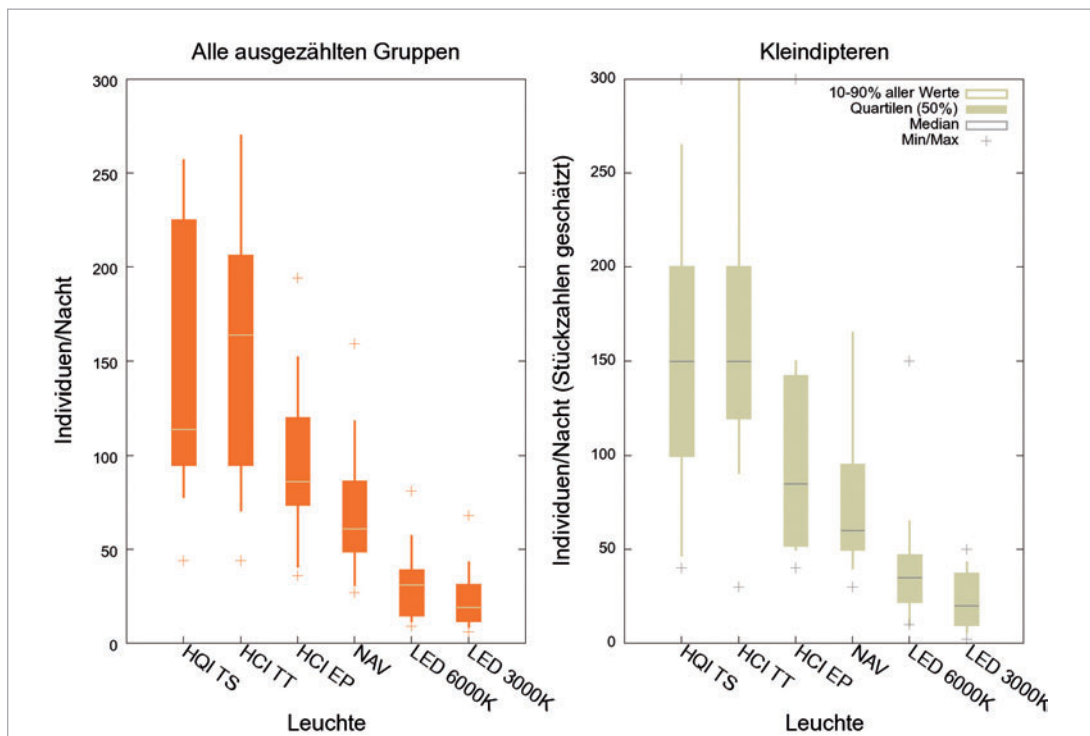 Alle ausgezählten Gruppen
Individuen/Nacht
300
250
200
150
100
50
0
HQI TS
HCI TT
HCI EP
NAV
LED 6000K
LED 3000K
Leuchte
Kleindipteren
Individuen/Nacht (Stückzahlen geschätzt)
300
250
200
150
100
50
0
10-90% aller Werte
Quartilen (50%)
Median
Min/Max
HQI TS
HCI TT
HCI EP
NAV
LED 6000K
LED 3000K
Leuchte